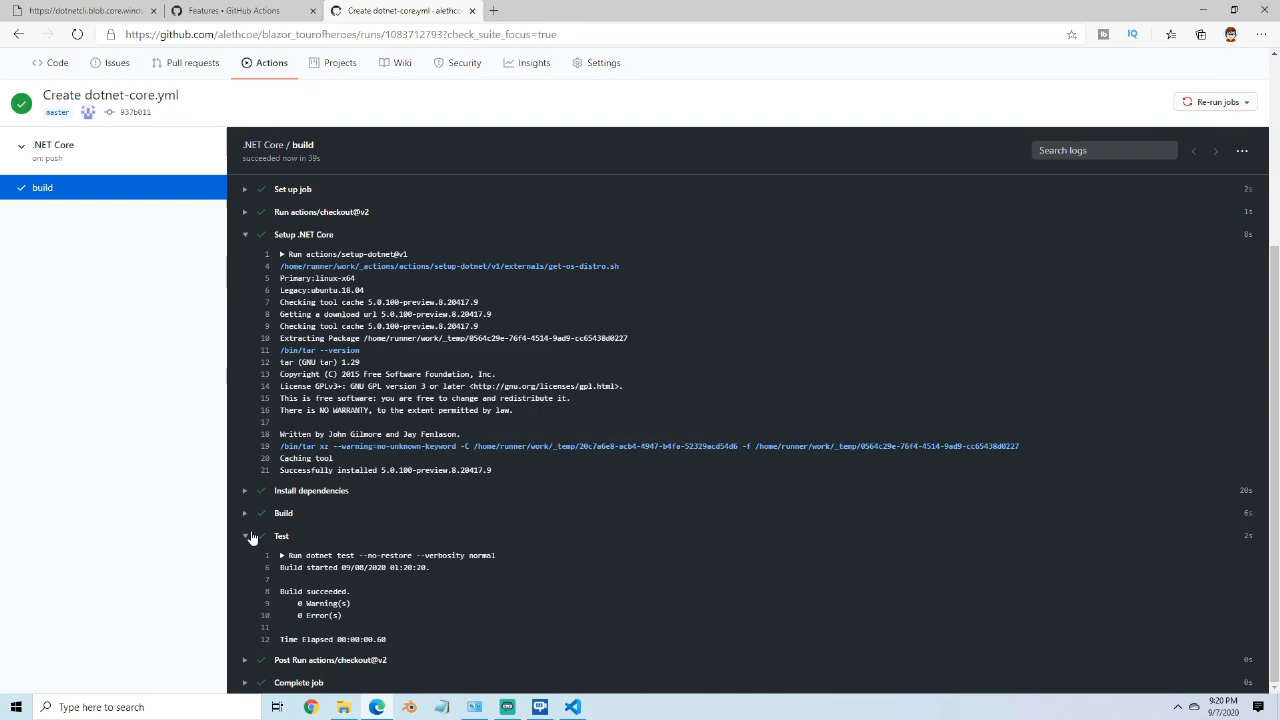 https://dotnetcli.blob.core.windo
Features • GitHub Actions
Create dotnet-core.yml · alethco
https://github.com/alethcoe/blazor_tourofheroes/runs/1083712793?check_suite_focus=true
Code
Issues
Pull requests
Actions
Projects
Wiki
Security
Insights
Settings
Create dotnet-core.yml
master
937b011
Re-run jobs
.NET Core
on: push
build
.NET Core / build
succeeded now in 39s
Search logs
Set up job
2s
Run actions/checkout@v2
1s
Setup .NET Core
8s
1 Run actions/setup-dotnet@v1
4 /home/runner/work/_actions/actions/setup-dotnet/v1/externals/get-os-distro.sh
5 Primary:linux-x64
6 Legacy:ubuntu.18.04
7 Checking tool cache 5.0.100-preview.8.20417.9
8 Getting a download url 5.0.100-preview.8.20417.9
9 Checking tool cache 5.0.100-preview.8.20417.9
10 Extracting Package /home/runner/work/_temp/0564c29e-76f4-4514-9ad9-cc65438d0227
11 /bin/tar --version
12 tar (GNU tar) 1.29
13 Copyright (C) 2015 Free Software Foundation, Inc.
14 License GPLv3+: GNU GPL version 3 or later <http://gnu.org/licenses/gpl.html>.
15 This is free software: you are free to change and redistribute it.
16 There is NO WARRANTY, to the extent permitted by law.
17
18 Written by John Gilmore and Jay Fenlason.
19 /bin/tar xz --warning=no-unknown-keyword -C /home/runner/work/_temp/20c7a6e8-acb4-4947-b4fa-52329acd54d6 -f /home/runner/work/_temp/0564c29e-76f4-4514-9ad9-cc65438d0227
20 Caching tool
21 Successfully installed 5.0.100-preview.8.20417.9
Install dependencies
20s
Build
6s
Test
2s
1 Run dotnet test --no-restore --verbosity normal
6 Build started 09/08/2020 01:20:20.
7
8 Build succeeded.
9 0 Warning(s)
10 0 Error(s)
11
12 Time Elapsed 00:00:00.60
Post Run actions/checkout@v2
0s
Complete job
0s
Type here to search
9:20 PM
9/7/2020